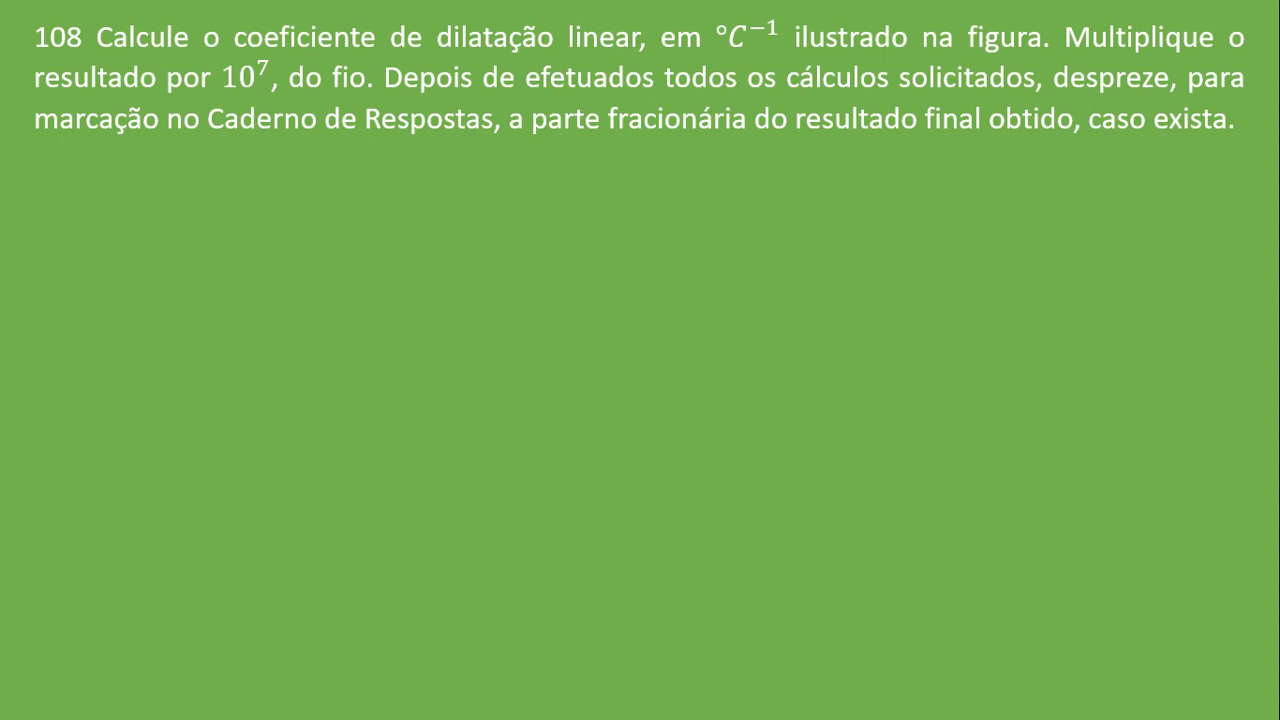 108 Calcule o coeficiente de dilatação linear, em °C⁻¹ ilustrado na figura. Multiplique o
resultado por 10⁷, do fio. Depois de efetuados todos os cálculos solicitados, despreze, para
marcação no Caderno de Respostas, a parte fracionária do resultado final obtido, caso exista.